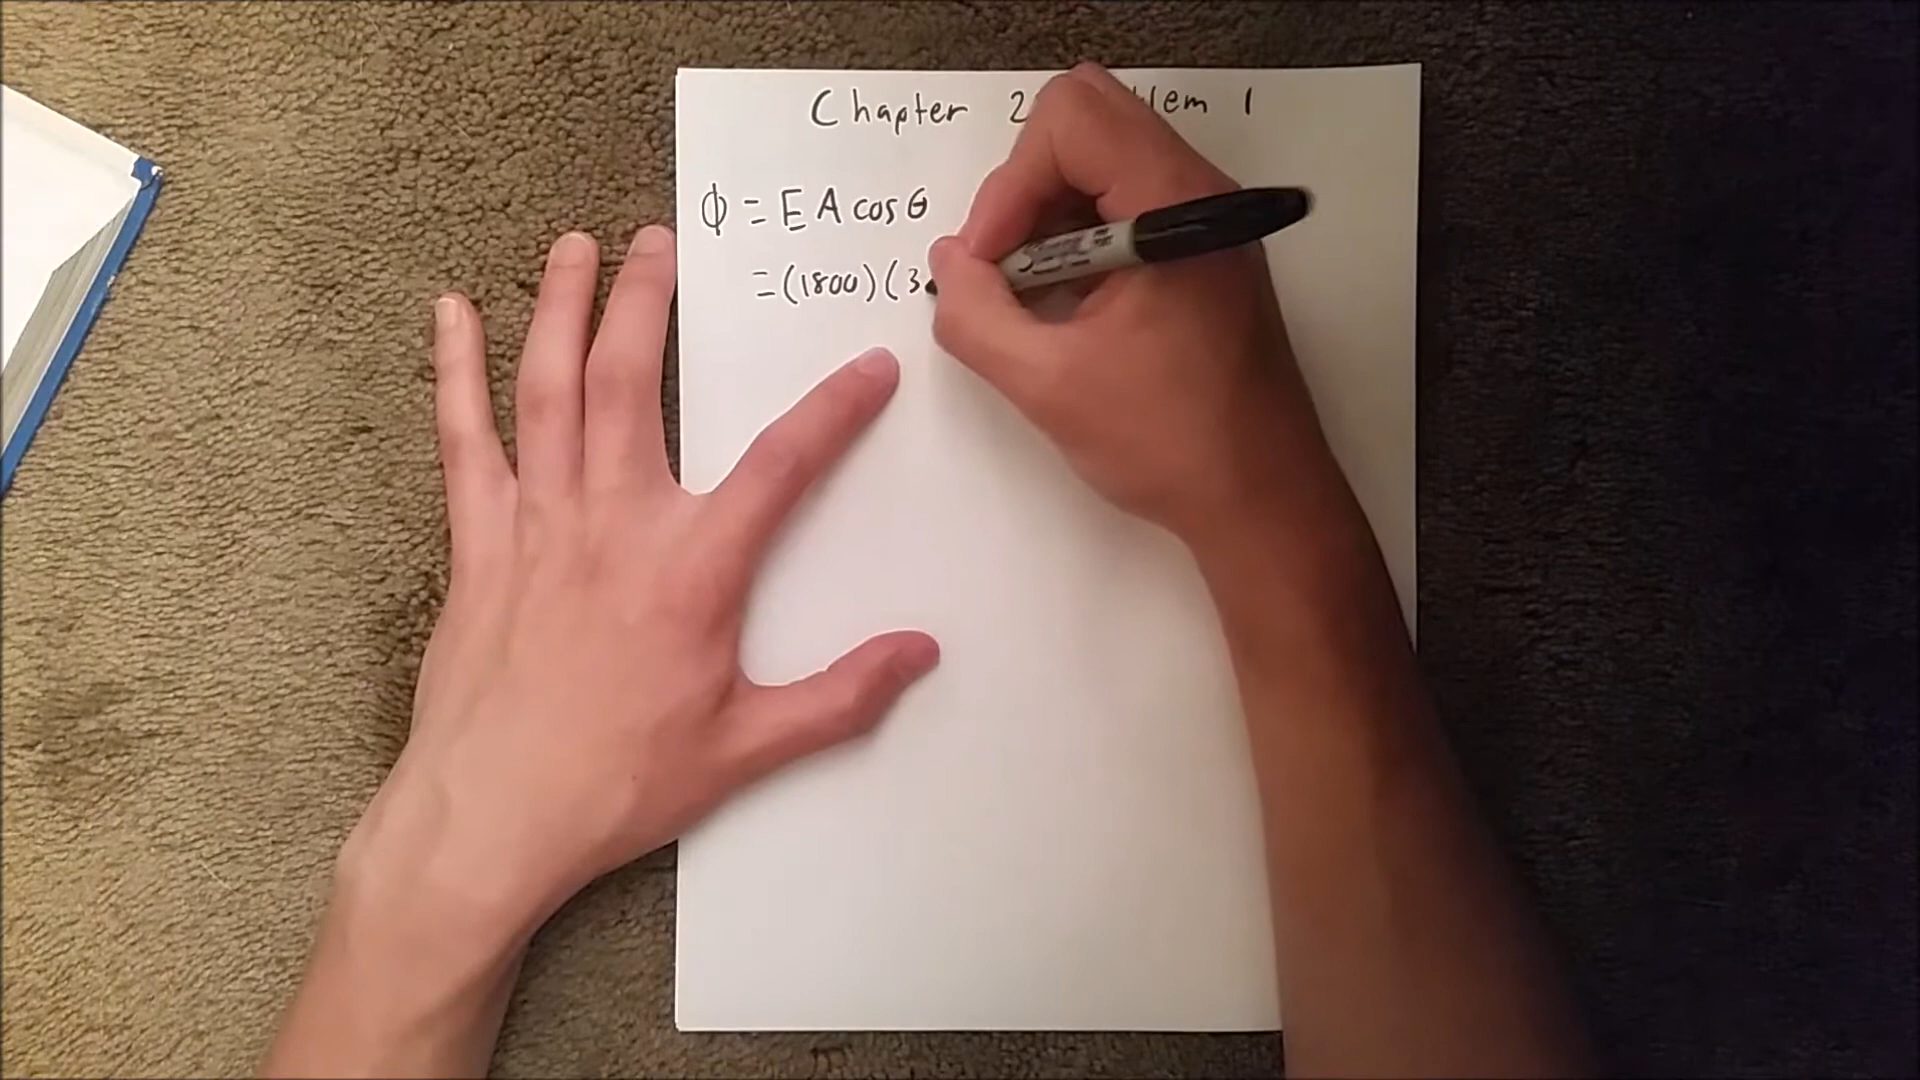 Chapter 2 lem 1
ϕ = E A cos θ
= (1800) (3.